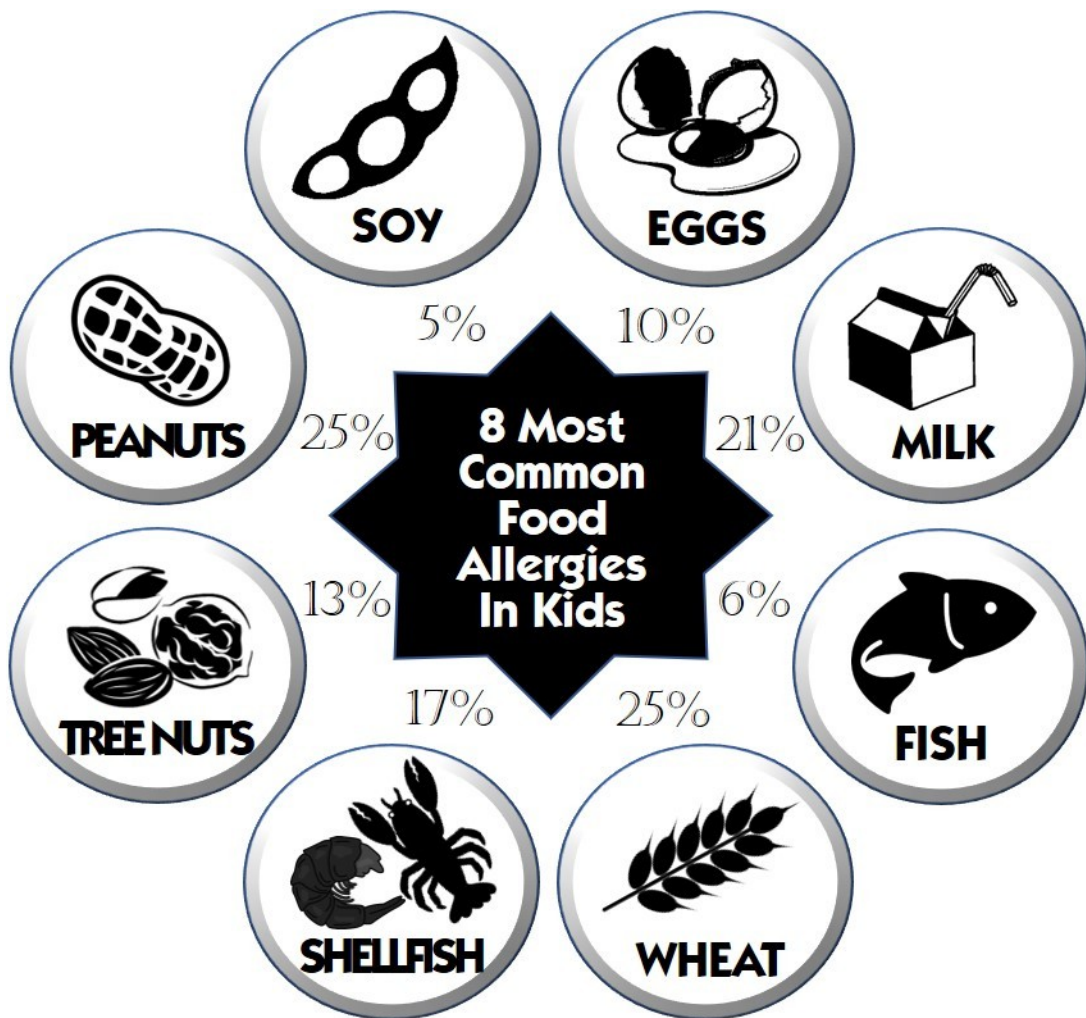 SOY
EGGS
5%
10%
PEANUTS
25%
8 Most
Common
Food
Allergies
In Kids
21%
MILK
13%
6%
TREE NUTS
17%
25%
FISH
SHELLFISH
WHEAT